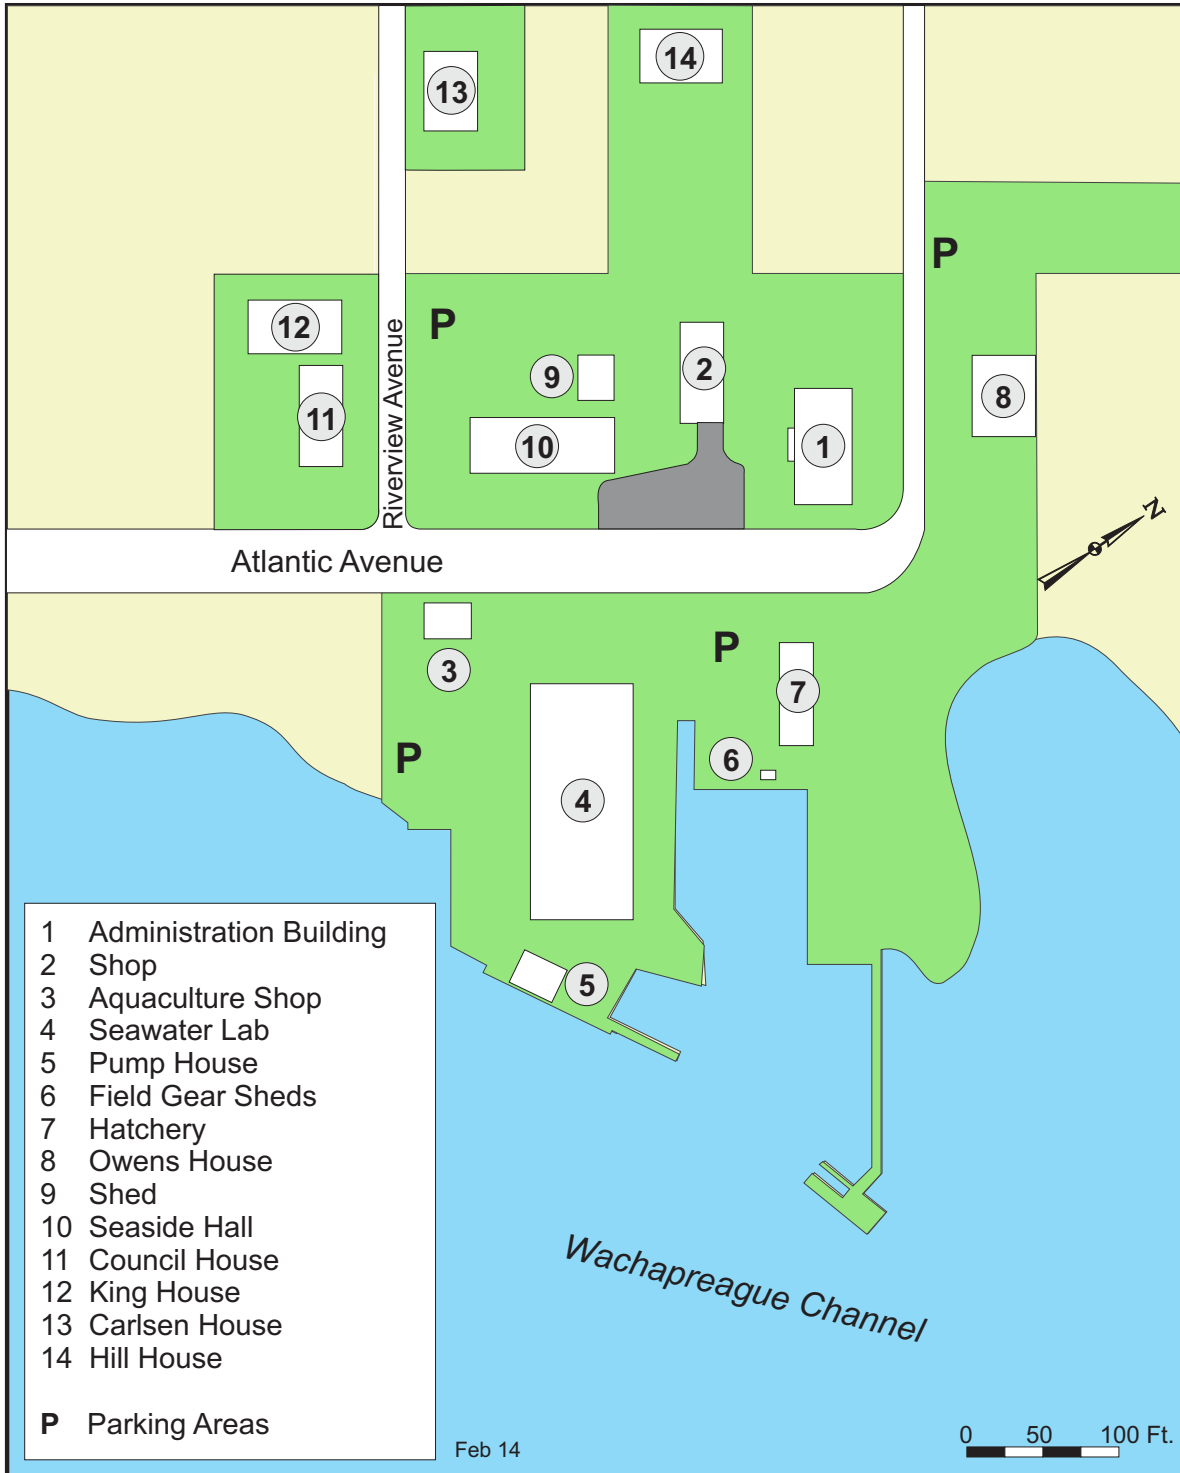 14
13
P
P
12
9
2
8
11
10
1
Riverview Avenue
N
Atlantic Avenue
P
3
7
P
6
4
5
1 Administration Building
2 Shop
3 Aquaculture Shop
4 Seawater Lab
5 Pump House
6 Field Gear Sheds
7 Hatchery
8 Owens House
9 Shed
10 Seaside Hall
11 Council House
12 King House
13 Carlsen House
14 Hill House
P Parking Areas
Wachapreague Channel
Feb 14
0 50 100 Ft.